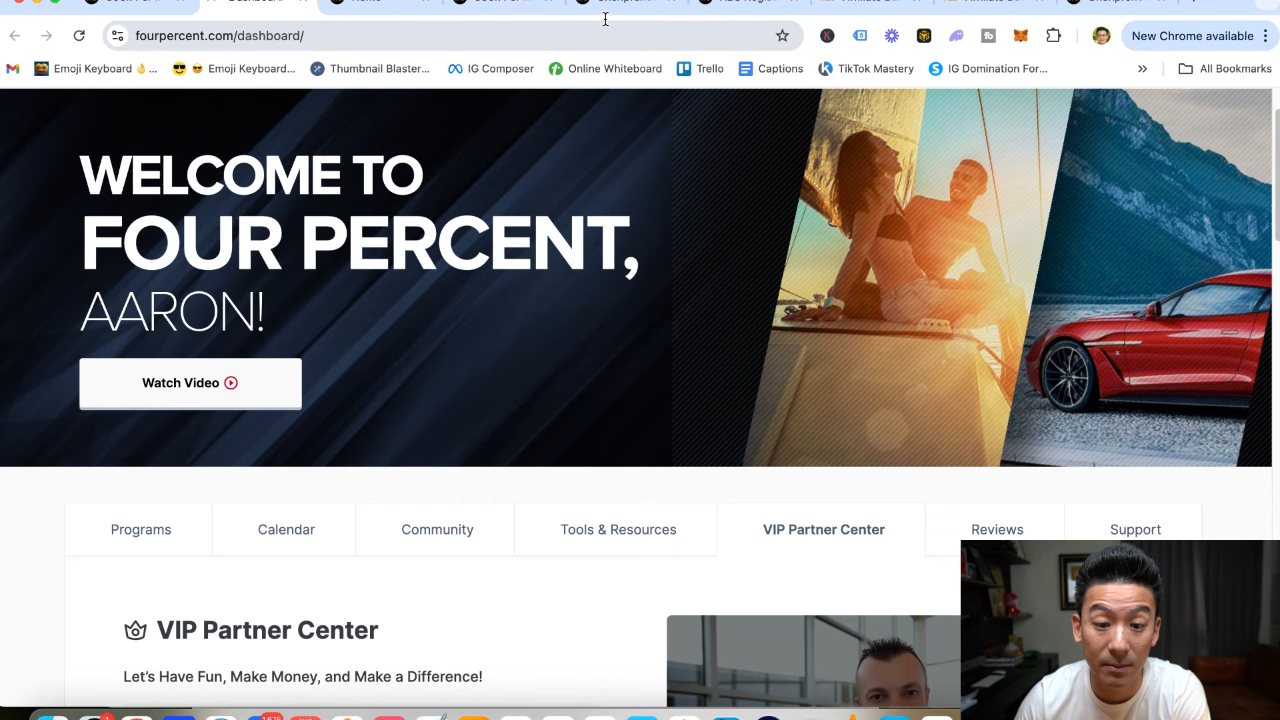 fourpercent.com/dashboard/
New Chrome available
Emoji Keyboard 👌 ...
Emoji Keyboard...
Thumbnail Blaster...
IG Composer
Online Whiteboard
Trello
Captions
TikTok Mastery
IG Domination For...
All Bookmarks
WELCOME TO
FOUR PERCENT,
AARON!
Watch Video
Programs
Calendar
Community
Tools & Resources
VIP Partner Center
Reviews
Support
VIP Partner Center
Let's Have Fun, Make Money, and Make a Difference!